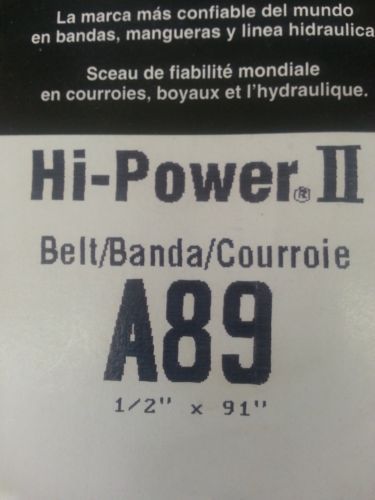 La marca más confiable del mundo
en bandas, mangueras y linea hidraulica
Sceau de fiabilité mondiale
en courroies, boyaux et l'hydraulique.
Hi-Power® II
Belt/Banda/Courroie
A89
1/2" x 91"